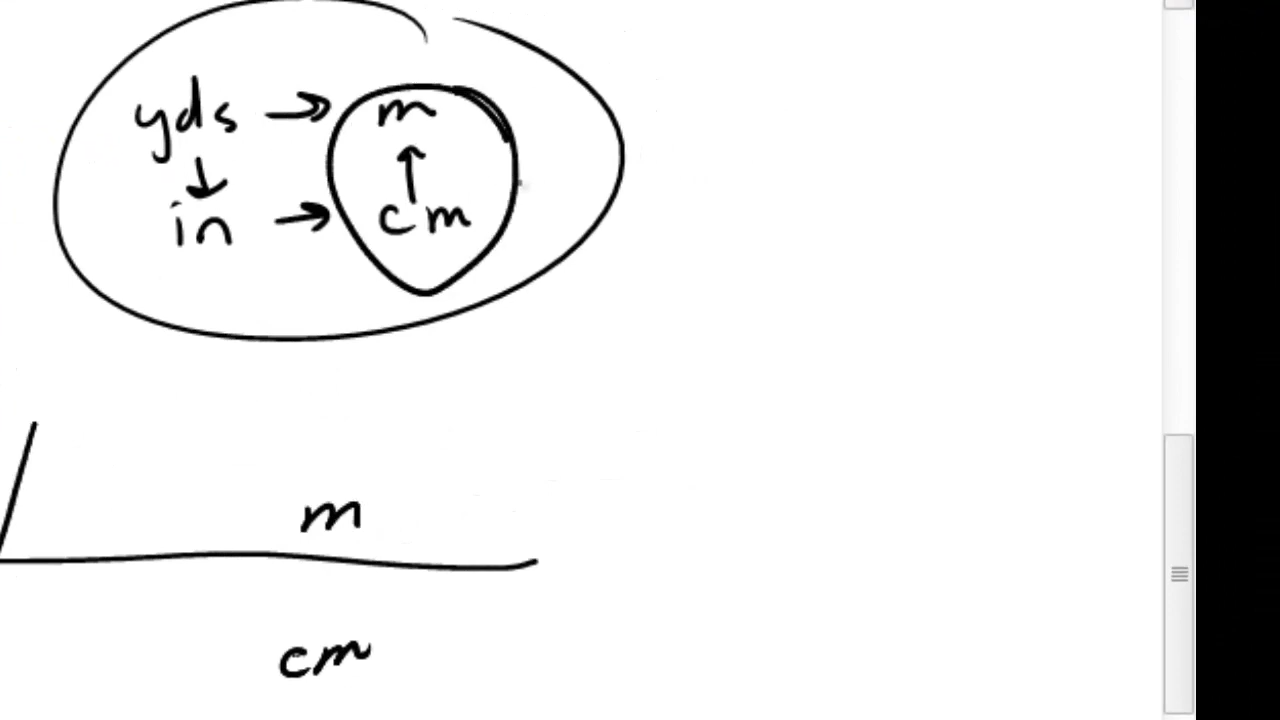 yds → m
↓ ↑
in → cm
m
cm